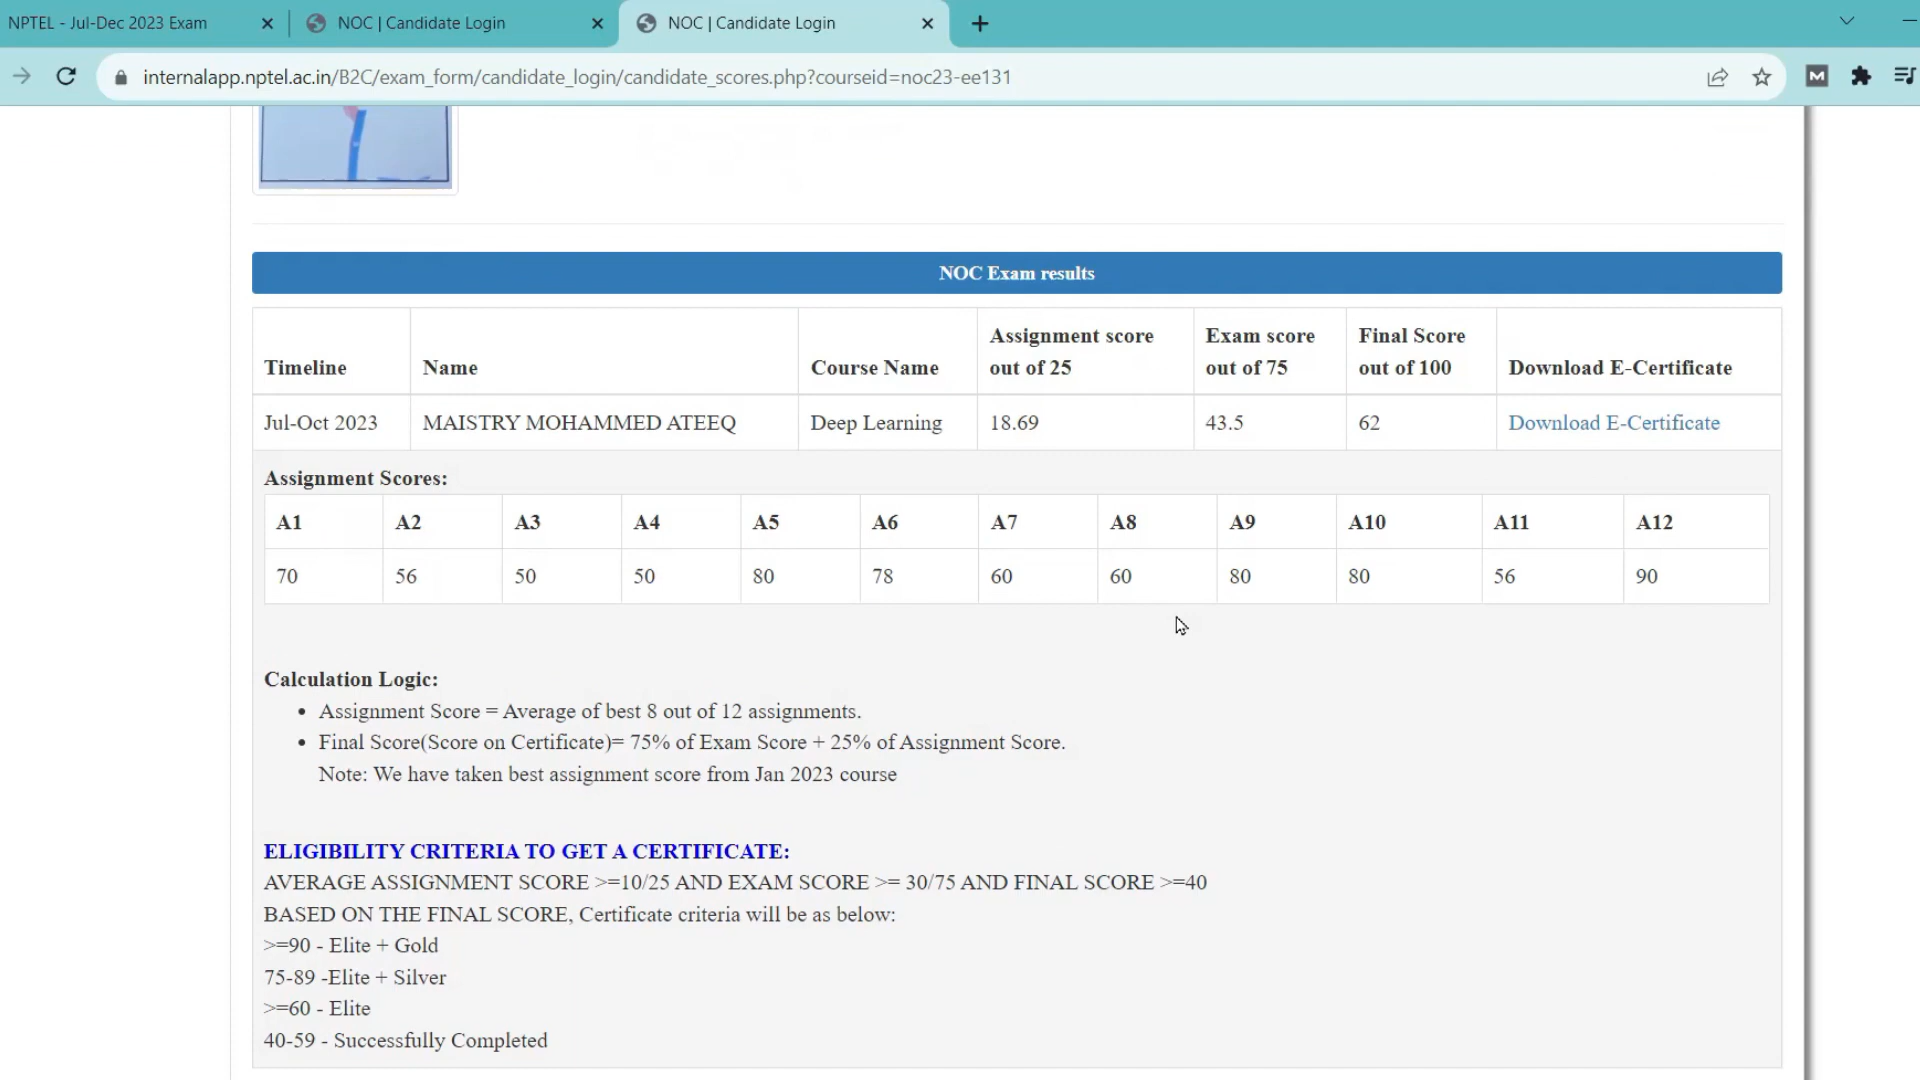 NPTEL - Jul-Dec 2023 Exam
NOC | Candidate Login
NOC | Candidate Login
internalapp.nptel.ac.in/B2C/exam_form/candidate_login/candidate_scores.php?courseid=noc23-ee131
M
NOC Exam results
Timeline Name Course Name Assignment score out of 25 Exam score out of 75 Final Score out of 100 Download E-Certificate
Jul-Oct 2023 MAISTRY MOHAMMED ATEEQ Deep Learning 18.69 43.5 62 Download E-Certificate
Assignment Scores:
A1 A2 A3 A4 A5 A6 A7 A8 A9 A10 A11 A12
70 56 50 50 80 78 60 60 80 80 56 90
Calculation Logic:
• Assignment Score = Average of best 8 out of 12 assignments.
• Final Score(Score on Certificate)= 75% of Exam Score + 25% of Assignment Score.
Note: We have taken best assignment score from Jan 2023 course
ELIGIBILITY CRITERIA TO GET A CERTIFICATE:
AVERAGE ASSIGNMENT SCORE >=10/25 AND EXAM SCORE >= 30/75 AND FINAL SCORE >=40
BASED ON THE FINAL SCORE, Certificate criteria will be as below:
>=90 - Elite + Gold
75-89 -Elite + Silver
>=60 - Elite
40-59 - Successfully Completed